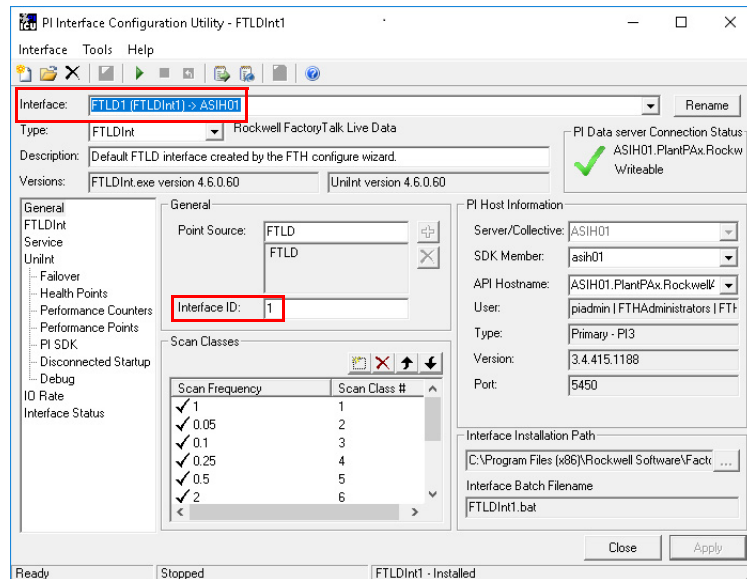 PI Interface Configuration Utility - FTLDInt1
Interface Tools Help
Interface: FTLD1 (FTLDInt1) -> ASIH01 Rename
Type: FTLDInt Rockwell FactoryTalk Live Data
Description: Default FTLD interface created by the FTH configure wizard.
Versions: FTLDInt.exe version 4.6.0.60 UniInt version 4.6.0.60
PI Data server Connection Status
ASIH01.PlantPAx.Rockw
Writeable
General
FTLDInt
Service
UniInt
Failover
Health Points
Performance Counters
Performance Points
PI SDK
Disconnected Startup
Debug
IO Rate
Interface Status
General
Point Source: FTLD
FTLD
Interface ID: 1
Scan Classes
Scan Frequency Scan Class #
1 1
0.05 2
0.1 3
0.25 4
0.5 5
2 6
PI Host Information
Server/Collective: ASIH01
SDK Member: asih01
API Hostname: ASIH01.PlantPAx.Rockwell
User: piadmin | FTHAdministrators | FTH
Type: Primary - PI3
Version: 3.4.415.1188
Port: 5450
Interface Installation Path
C:\Program Files (x86)\Rockwell Software\Facto ...
Interface Batch Filename
FTLDInt1.bat
Close Apply
Ready Stopped FTLDInt1 - Installed